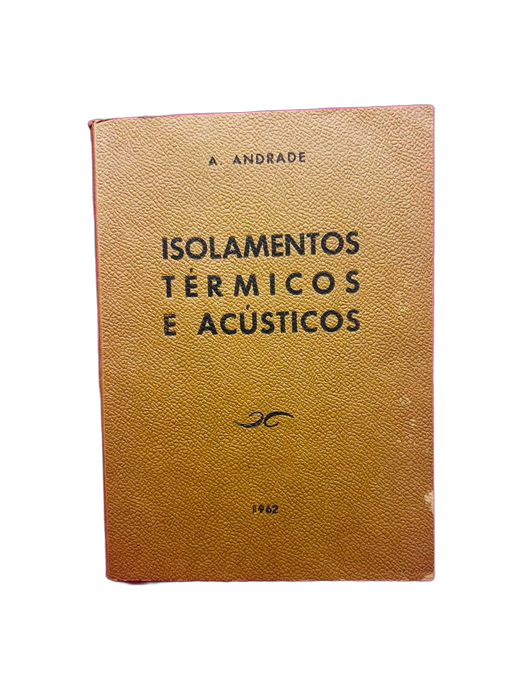 A. ANDRADE
ISOLAMENTOS
TÉRMICOS
E ACÚSTICOS
1962